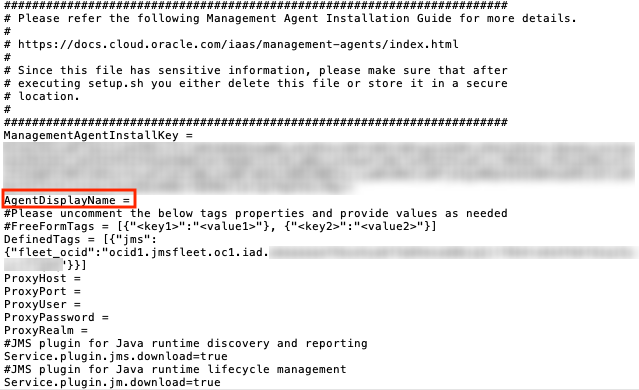 ###########################################################################
# Please refer the following Management Agent Installation Guide for more details.
#
# https://docs.cloud.oracle.com/iaas/management-agents/index.html
#
# Since this file has sensitive information, please make sure that after
# executing setup.sh you either delete this file or store it in a secure
# location.
#
###########################################################################
ManagementAgentInstallKey =
AgentDisplayName =
#Please uncomment the below tags properties and provide values as needed
#FreeFormTags = [{"<key1>":"<value1>"}, {"<key2>":"<value2>"}]
DefinedTags = [{"jms":
{"fleet_ocid":"ocid1.jmsfleet.oc1.iad.
"}}]
ProxyHost =
ProxyPort =
ProxyUser =
ProxyPassword =
ProxyRealm =
#JMS plugin for Java runtime discovery and reporting
Service.plugin.jms.download=true
#JMS plugin for Java runtime lifecycle management
Service.plugin.jm.download=true